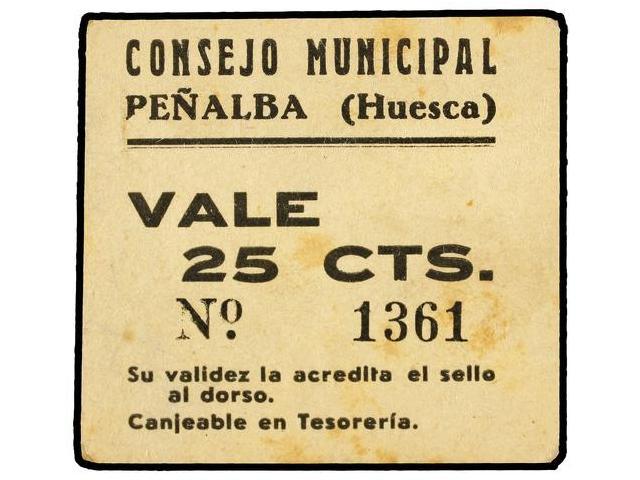 CONSEJO MUNICIPAL
PEÑALBA (Huesca)
VALE
25 CTS.
Nº 1361
Su validez la acredita el sello
al dorso.
Canjeable en Tesorería.